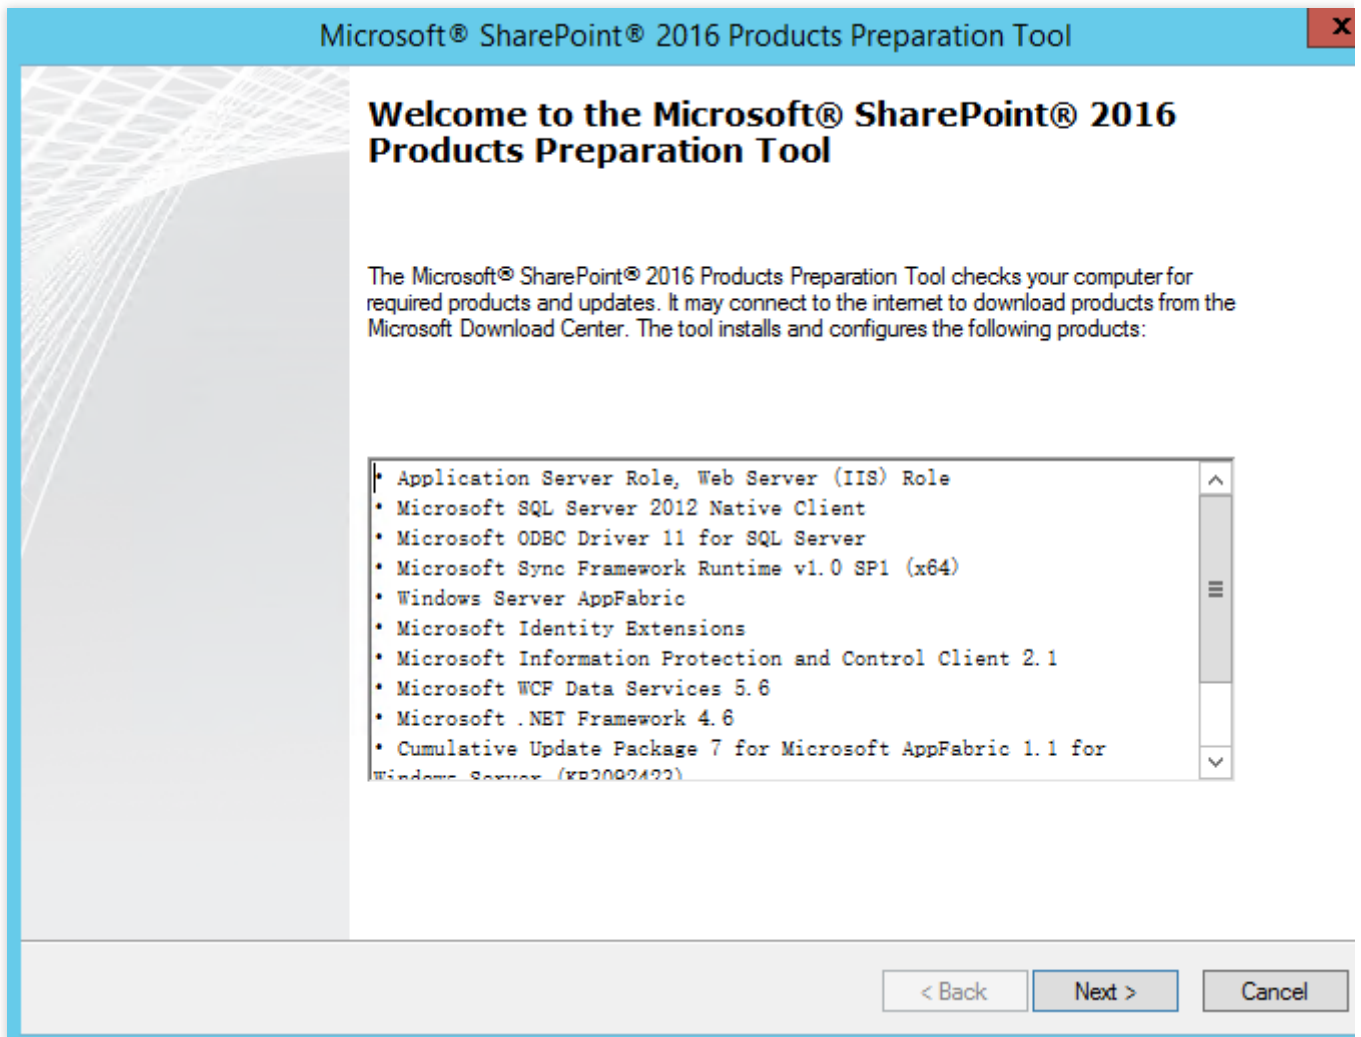 Microsoft® SharePoint® 2016 Products Preparation Tool
x
Welcome to the Microsoft® SharePoint® 2016
Products Preparation Tool
The Microsoft® SharePoint® 2016 Products Preparation Tool checks your computer for
required products and updates. It may connect to the internet to download products from the
Microsoft Download Center. The tool installs and configures the following products:
• Application Server Role, Web Server (IIS) Role
• Microsoft SQL Server 2012 Native Client
• Microsoft ODBC Driver 11 for SQL Server
• Microsoft Sync Framework Runtime v1.0 SP1 (x64)
• Windows Server AppFabric
• Microsoft Identity Extensions
• Microsoft Information Protection and Control Client 2.1
• Microsoft WCF Data Services 5.6
• Microsoft .NET Framework 4.6
• Cumulative Update Package 7 for Microsoft AppFabric 1.1 for
Windows Server (KB3092423)
< Back
Next >
Cancel